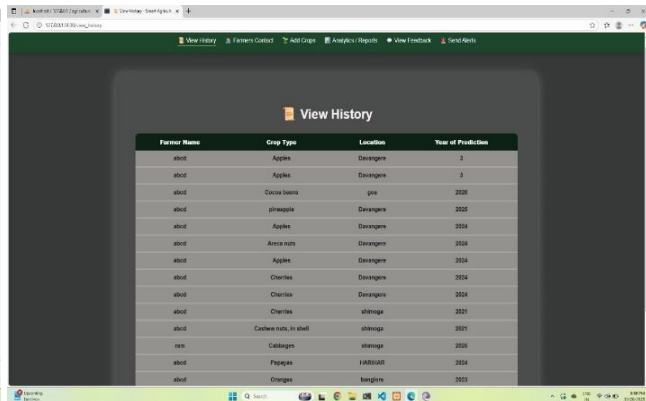 View History Farmers Contact Add Crops Analytics / Reports View Feedback Send Alerts
View History
Farmer Name Crop Type Location Year of Prediction
abcd Apples Davangere 3
abcd Apples Davangere 3
abcd Cocoa beans goa
abcd pineapple Davangere 2025
abcd Apples Davangere 2024
abcd Areca nuts Davangere 2024
abcd Apples Davangere 2024
abcd Cherries Davangere 2024
abcd Cherries Davangere 2024
abcd Cherries shimoga 2021
abcd Cashew nuts, in shell shimoga 2021
ram Cabbages shimoga
abcd Papayas HARIHAR 2024
abcd Oranges banglore 2023
Upcoming
Search